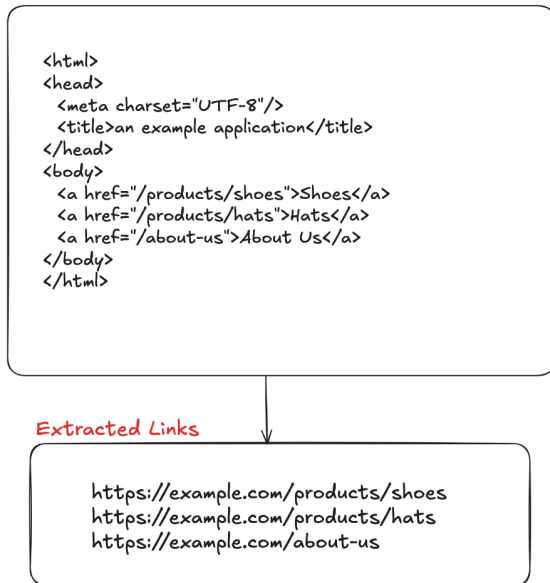 <html>
<head>
<meta charset="UTF-8"/>
<title>an example application</title>
</head>
<body>
<a href="/products/shoes">Shoes</a>
<a href="/products/hats">Hats</a>
<a href="/about-us">About Us</a>
</body>
</html>
Extracted Links
https://example.com/products/shoes
https://example.com/products/hats
https://example.com/about-us